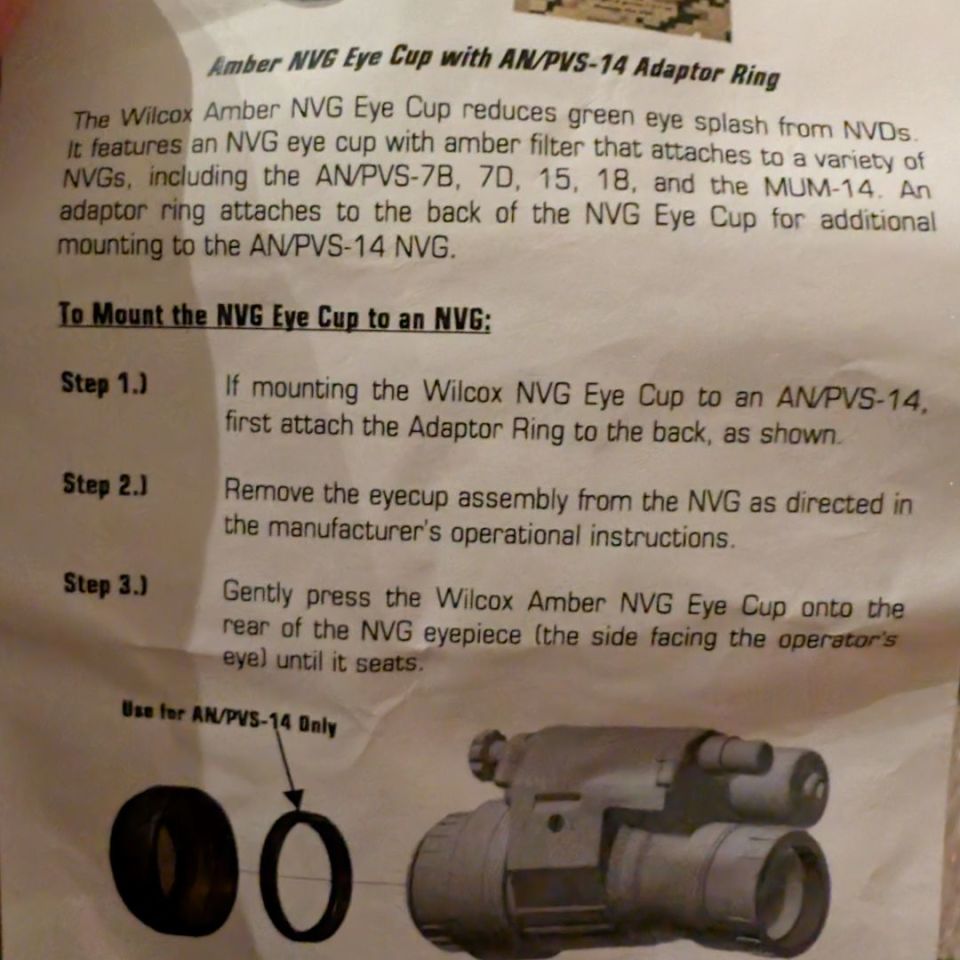 Amber NVG Eye Cup with AN/PVS-14 Adaptor Ring
The Wilcox Amber NVG Eye Cup reduces green eye splash from NVDs.
It features an NVG eye cup with amber filter that attaches to a variety of
NVGs, including the AN/PVS-7B, 7D, 15, 18, and the MUM-14. An
adaptor ring attaches to the back of the NVG Eye Cup for additional
mounting to the AN/PVS-14 NVG.
To Mount the NVG Eye Cup to an NVG:
Step 1.) If mounting the Wilcox NVG Eye Cup to an AN/PVS-14,
first attach the Adaptor Ring to the back, as shown.
Step 2.) Remove the eyecup assembly from the NVG as directed in
the manufacturer's operational instructions.
Step 3.) Gently press the Wilcox Amber NVG Eye Cup onto the
rear of the NVG eyepiece (the side facing the operator's
eye) until it seats.
Use for AN/PVS-14 Only